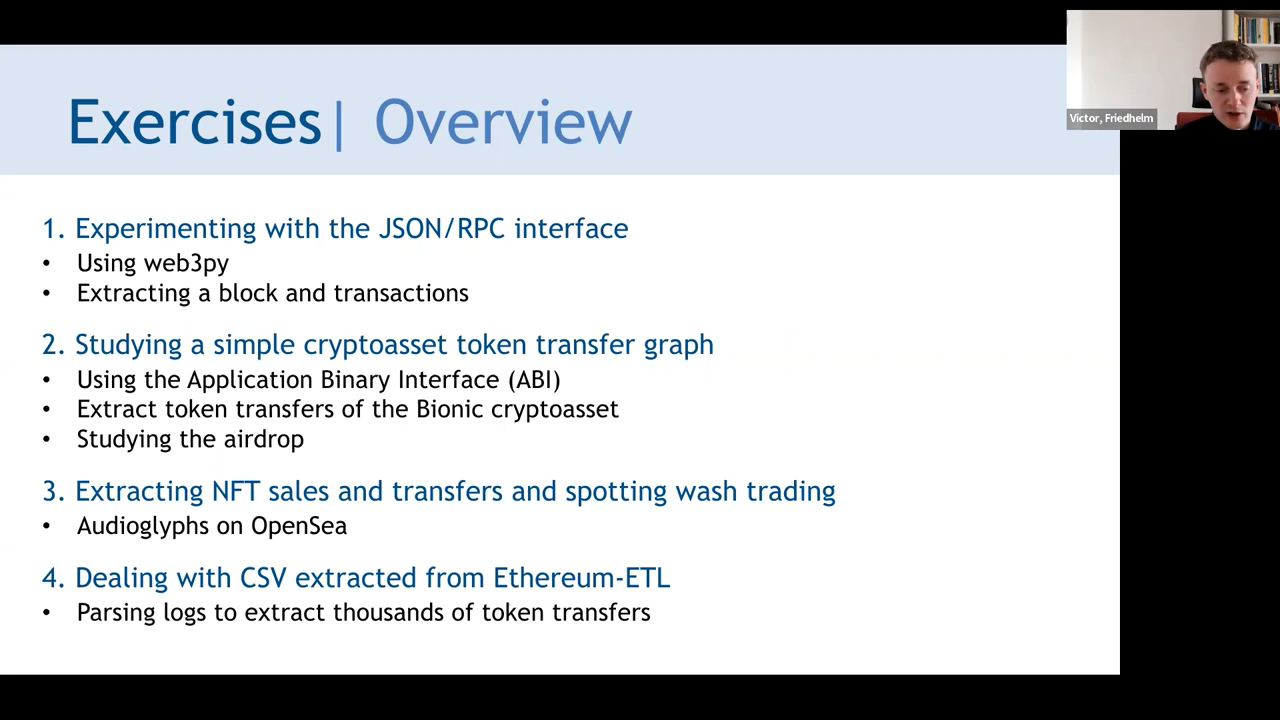 Exercises| Overview
Victor, Friedhelm
1. Experimenting with the JSON/RPC interface
• Using web3py
• Extracting a block and transactions
2. Studying a simple cryptoasset token transfer graph
• Using the Application Binary Interface (ABI)
• Extract token transfers of the Bionic cryptoasset
• Studying the airdrop
3. Extracting NFT sales and transfers and spotting wash trading
• Audioglyphs on OpenSea
4. Dealing with CSV extracted from Ethereum-ETL
• Parsing logs to extract thousands of token transfers